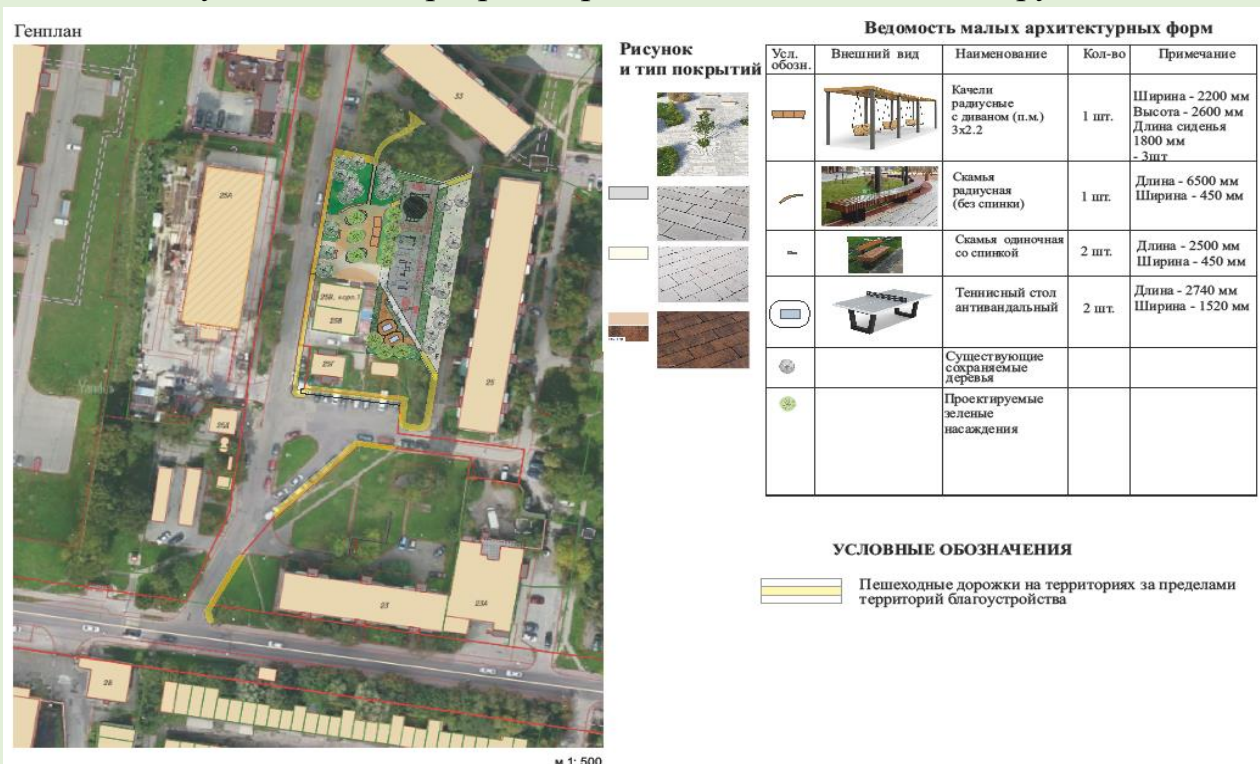 Генплан
33
25А
25В, корп.1
25В
25Г
25
25Д
23
23А
28
м 1: 500
Рисунок
и тип покрытий
Ведомость малых архитектурных форм
Усл.
обозн.
Внешний вид
Наименование
Кол-во
Примечание
Качели
радиусные
с диваном (п.м.)
3х2.2
1 шт.
Ширина - 2200 мм
Высота - 2600 мм
Длина сиденья
1800 мм
- 3шт
Скамья
радиусная
(без спинки)
1 шт.
Длина - 6500 мм
Ширина - 450 мм
Скамья одиночная
со спинкой
2 шт.
Длина - 2500 мм
Ширина - 450 мм
Теннисный стол
антивандальный
2 шт.
Длина - 2740 мм
Ширина - 1520 мм
Существующие
сохраняемые
деревья
Проектируемые
зеленые
насаждения
УСЛОВНЫЕ ОБОЗНАЧЕНИЯ
Пешеходные дорожки на территориях за пределами
территорий благоустройства